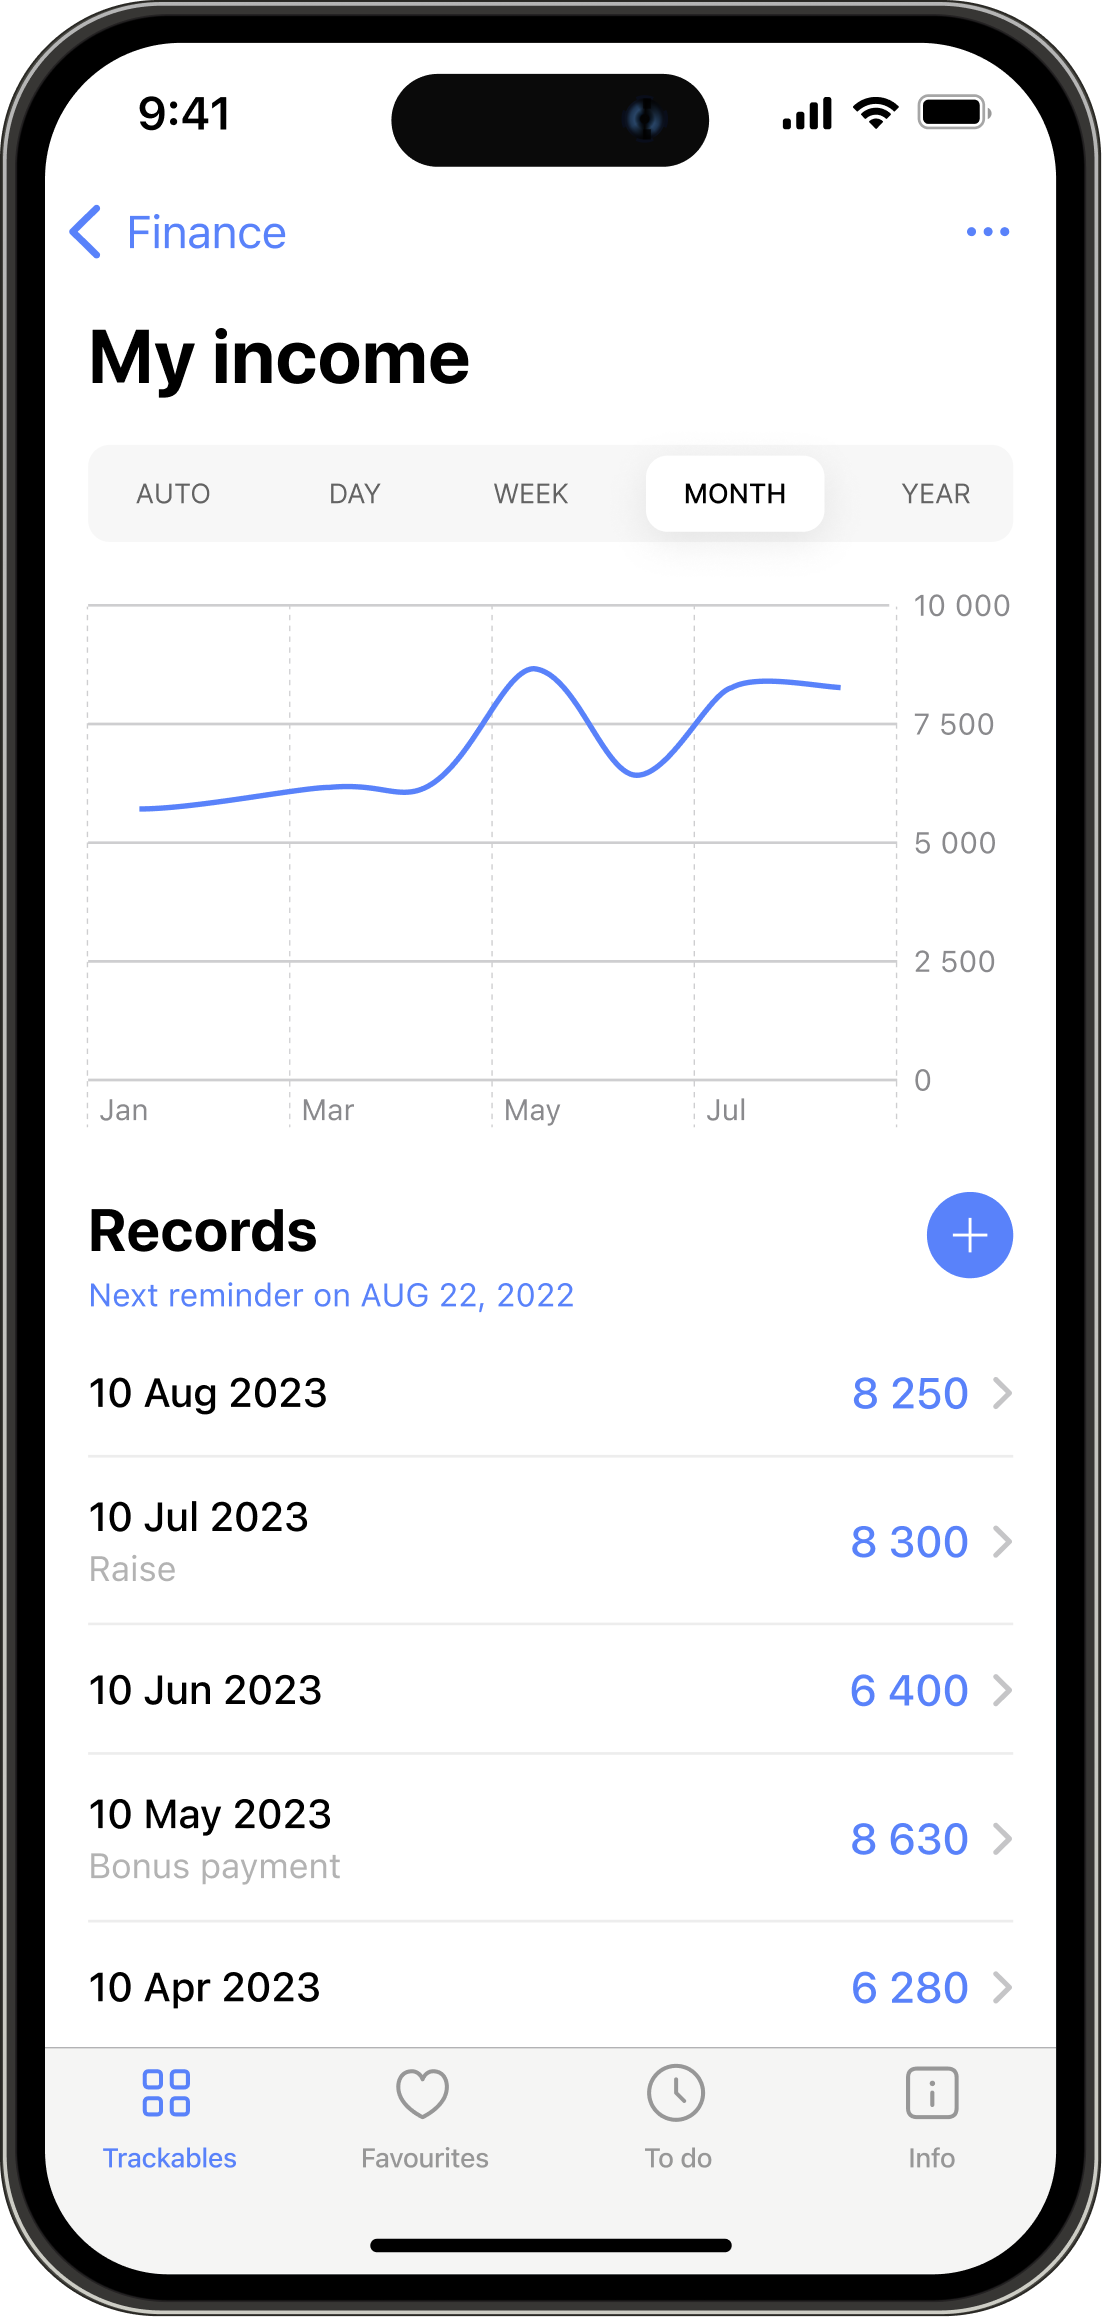 9:41
Finance
My income
AUTO DAY WEEK MONTH YEAR
10 000
7 500
5 000
2 500
0
Jan Mar May Jul
Records
Next reminder on AUG 22, 2022
10 Aug 2023 8 250
10 Jul 2023
Raise
8 300
10 Jun 2023 6 400
10 May 2023
Bonus payment
8 630
10 Apr 2023 6 280
Trackables Favourites To do Info